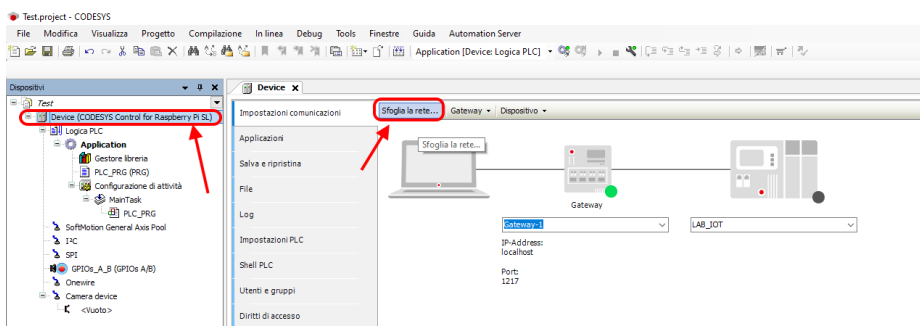 Test.project - CODESYS
File Modifica Visualizza Progetto Compilazione In linea Debug Tools Finestre Guida Automation Server
Application [Device: Logica PLC]
Dispositivi
Device
Test
Device (CODESYS Control for Raspberry Pi SL)
Logica PLC
Application
Gestore libreria
PLC_PRG (PRG)
Configurazione di attività
MainTask
PLC_PRG
SoftMotion General Axis Pool
I²C
SPI
GPIOs_A_B (GPIOs A/B)
Onewire
Camera device
<Vuoto>
Impostazioni comunicazioni
Applicazioni
Salva e ripristina
File
Log
Impostazioni PLC
Shell PLC
Utenti e gruppi
Diritti di accesso
Sfoglia la rete... Gateway Dispositivo
Sfoglia la rete...
Gateway
Gateway-1
LAB_IOT
IP-Address:
localhost
Port:
1217